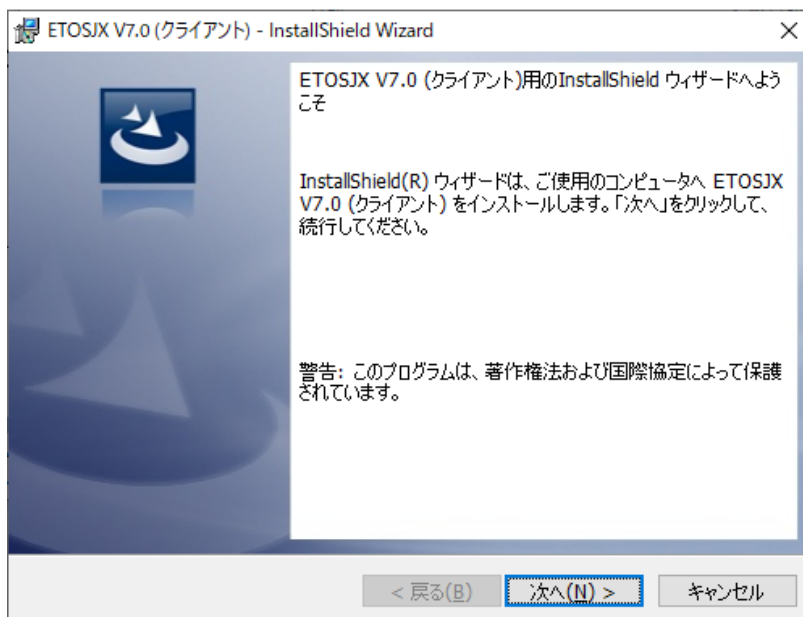 ETOSJX V7.0 (クライアント) - InstallShield Wizard
ETOSJX V7.0 (クライアント)用のInstallShield ウィザードへよう
こそ
InstallShield(R) ウィザードは、ご使用のコンピュータへ ETOSJX
V7.0 (クライアント) をインストールします。「次へ」をクリックして、
続行してください。
警告: このプログラムは、著作権法および国際協定によって保護
されています。
< 戻る(B)
次へ(N) >
キャンセル